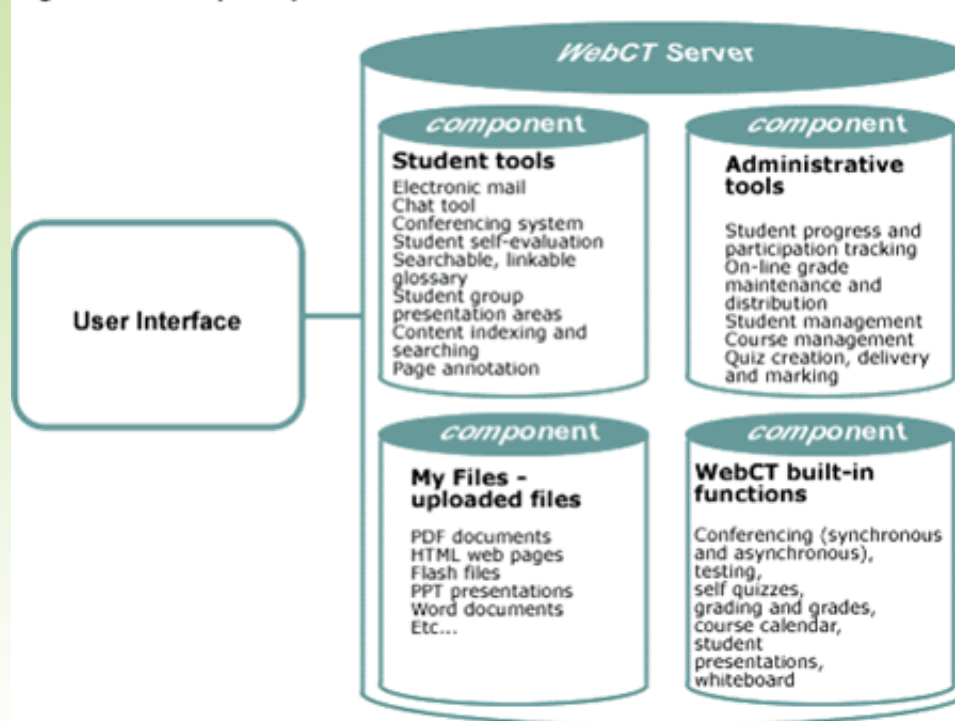 WebCT Server
component
Student tools
Electronic mail
Chat tool
Conferencing system
Student self-evaluation
Searchable, linkable
glossary
Student group
presentation areas
Content indexing and
searching
Page annotation
component
Administrative
tools
Student progress and
participation tracking
On-line grade
maintenance and
distribution
Student management
Course management
Quiz creation, delivery
and marking
User Interface
component
My Files -
uploaded files
PDF documents
HTML web pages
Flash files
PPT presentations
Word documents
Etc...
component
WebCT built-in
functions
Conferencing (synchronous
and asynchronous),
testing,
self quizzes,
grading and grades,
course calendar,
student
presentations,
whiteboard